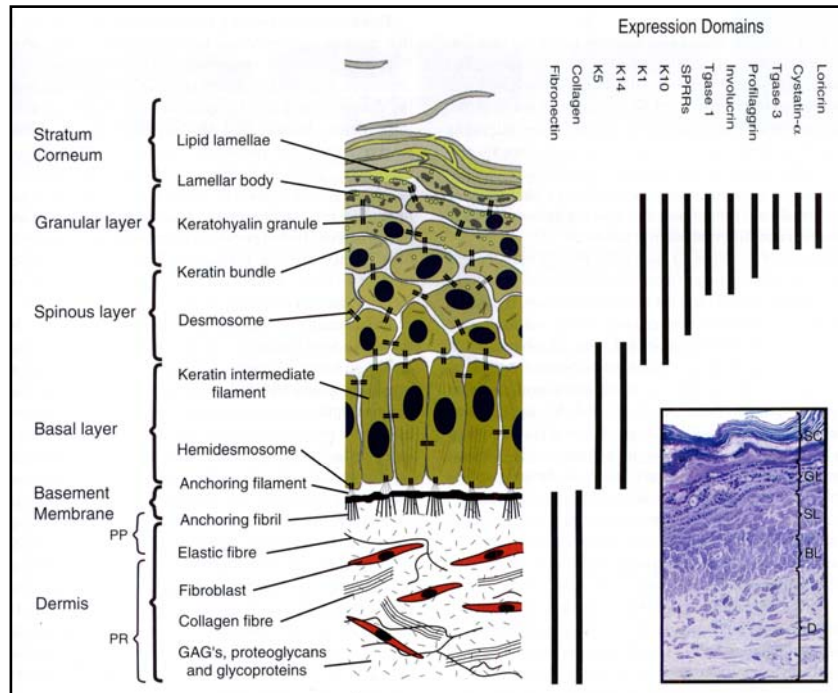 Expression Domains
Fibronectin
Collagen
K5
K14
K1
K10
SPRRs
Tgase 1
Involucrin
Profilaggrin
Tgase 3
Cystatin-α
Loricrin
Stratum
Corneum
Granular layer
Spinous layer
Basal layer
Basement
Membrane
PP
Dermis
PR
Lipid lamellae
Lamellar body
Keratohyalin granule
Keratin bundle
Desmosome
Keratin intermediate
filament
Hemidesmosome
Anchoring filament
Anchoring fibril
Elastic fibre
Fibroblast
Collagen fibre
GAG's, proteoglycans
and glycoproteins
SC
GL
SL
BL
D